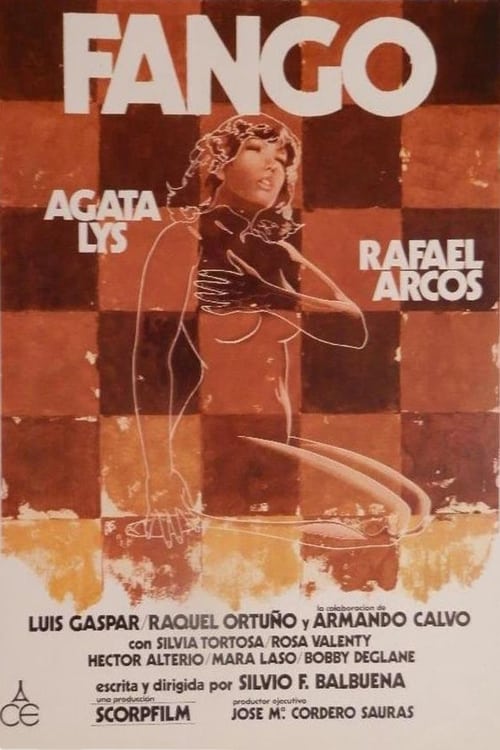 FANGO
AGATA
LYS
RAFAEL
ARCOS
la colaboracion de
LUIS GASPAR/RAQUEL ORTUÑO y ARMANDO CALVO
con SILVIA TORTOSA/ROSA VALENTY
HECTOR ALTERIO/MARA LASO/BOBBY DEGLANE
escrita y dirigida por SILVIO F. BALBUENA
una producción
SCORPFILM
productor ejecutivo
JOSE Mª CORDERO SAURAS
ACE